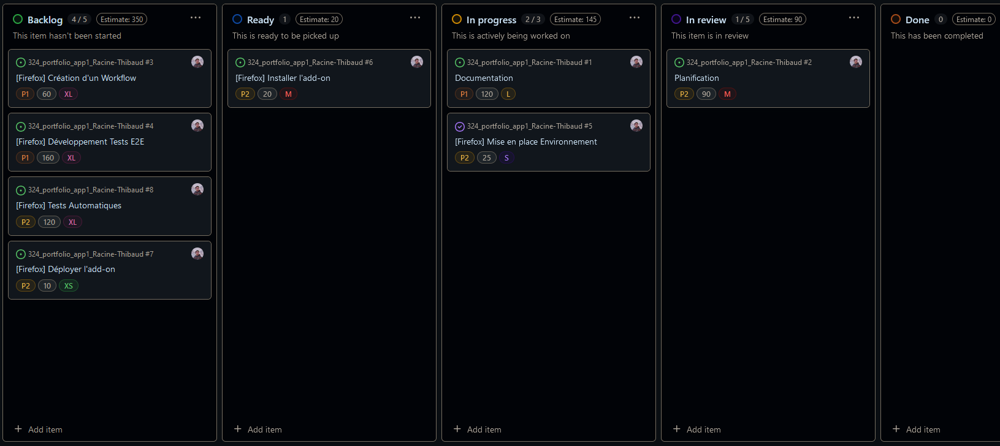 Backlog 4 / 5 Estimate: 350 ...
This item hasn't been started
324_portfolio_app1_Racine-Thibaud #3
[Firefox] Création d'un Workflow
P1 60 XL
324_portfolio_app1_Racine-Thibaud #4
[Firefox] Développement Tests E2E
P1 160 XL
324_portfolio_app1_Racine-Thibaud #8
[Firefox] Tests Automatiques
P2 120 XL
324_portfolio_app1_Racine-Thibaud #7
[Firefox] Déployer l'add-on
P2 10 XS
+ Add item
Ready 1 Estimate: 20 ...
This is ready to be picked up
324_portfolio_app1_Racine-Thibaud #6
[Firefox] Installer l'add-on
P2 20 M
+ Add item
In progress 2 / 3 Estimate: 145 ...
This is actively being worked on
324_portfolio_app1_Racine-Thibaud #1
Documentation
P1 120 L
324_portfolio_app1_Racine-Thibaud #5
[Firefox] Mise en place Environnement
P2 25 S
+ Add item
In review 1 / 5 Estimate: 90 ...
This item is in review
324_portfolio_app1_Racine-Thibaud #2
Planification
P2 90 M
+ Add item
Done 0 Estimate: 0
This has been completed
+ Add item